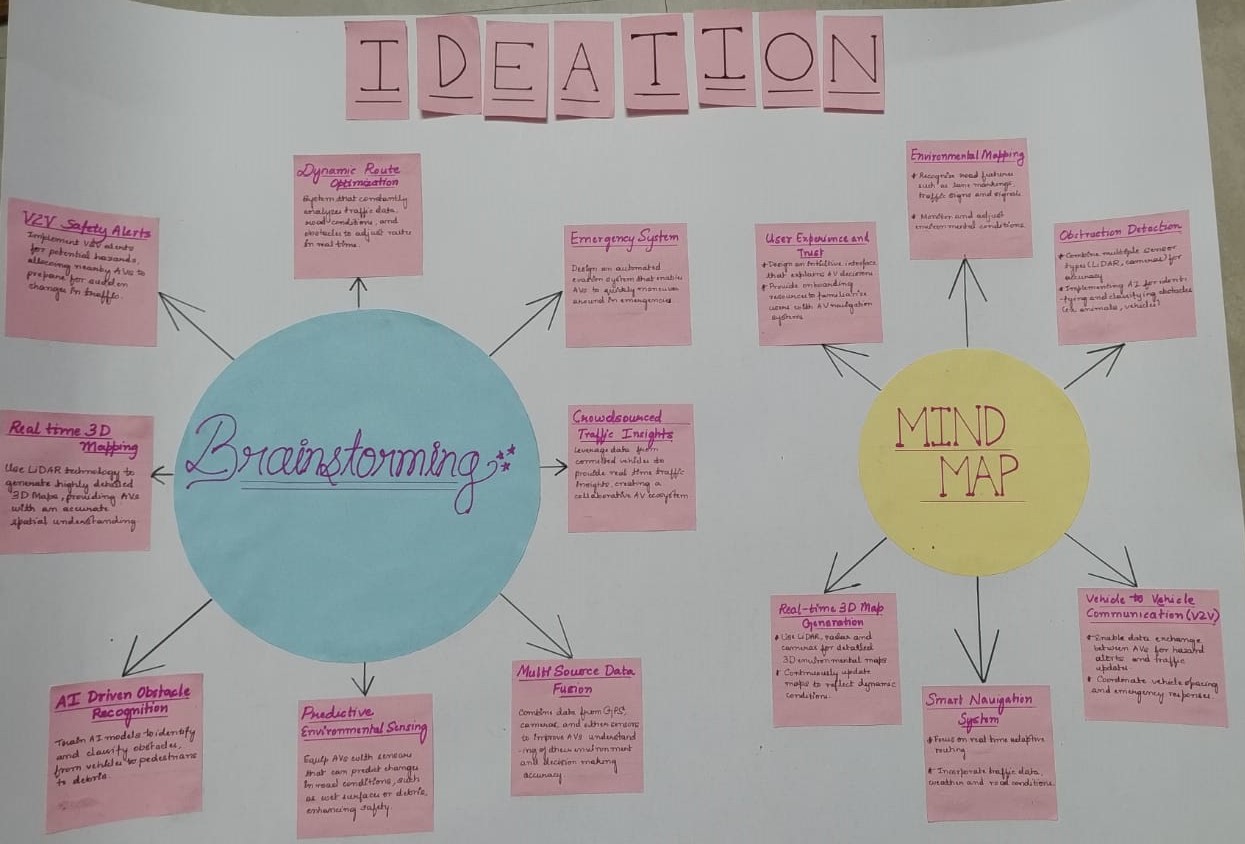 IDEATION
Dynamic Route
Optimization
System that constantly
analyzes traffic data,
road conditions, and
obstacles to adjust route
in real time.
V2V Safety Alerts
Implement V2V alerts
for potential hazards,
allowing nearby AVs to
prepare for sudden
changes in traffic.
Emergency System
Design an automated
evasion system that enables
AVs to quickly maneuver
around in emergencies
Real time 3D
Mapping
Use LiDAR technology to
generate highly detailed
3D Maps, providing AVs
with an accurate
spatial understanding
Brainstorming
Crowdsourced
Traffic Insights
Leverage data from
committed vehicles to
provide real time traffic
insights, creating a
collaborative AV ecosystem
AI Driven Obstacle
Recognition
Train AI models to identify
and classify obstacles,
from vehicles to pedestrians
to debris.
Predictive
Environmental Sensing
Equip AVs with sensors
that can predict changes
in road conditions, such
as wet surfaces or debris,
enhancing safety.
Multi Source Data
Fusion
Combine data from GPS,
cameras, and other sensors
to improve AVs understand
-ing of their environment
and decision making
accuracy
Environmental Mapping
Recognize road features
such as lane markings,
traffic signs and signals
Monitor and adjust
environmental conditions.
User Experience and
Trust
Design an intuitive interface
that explains AV decisions
Provide onboarding
resources to familiarize
users with AV navigation
systems
Obstraction Detection
Combine multiple sensor
types (LiDAR, cameras) for
accuracy
Implementing AI for identi
-fying and classifying obstacles
(ex animals, vehicles)
MIND
MAP
Real-time 3D Map
Generation
Use LiDAR, radar and
cameras for detailed
3D environmental maps
Continuously update
maps to reflect dynamic
conditions.
Smart Navigation
System
Focus on real time adaptive
routing
Incorporate traffic data,
weather and road conditions.
Vehicle to Vehicle
Communication (V2V)
Enable data exchange
between AVs for hazard
alerts and traffic
update.
Coordinate vehicle spacing
and emergency responses.